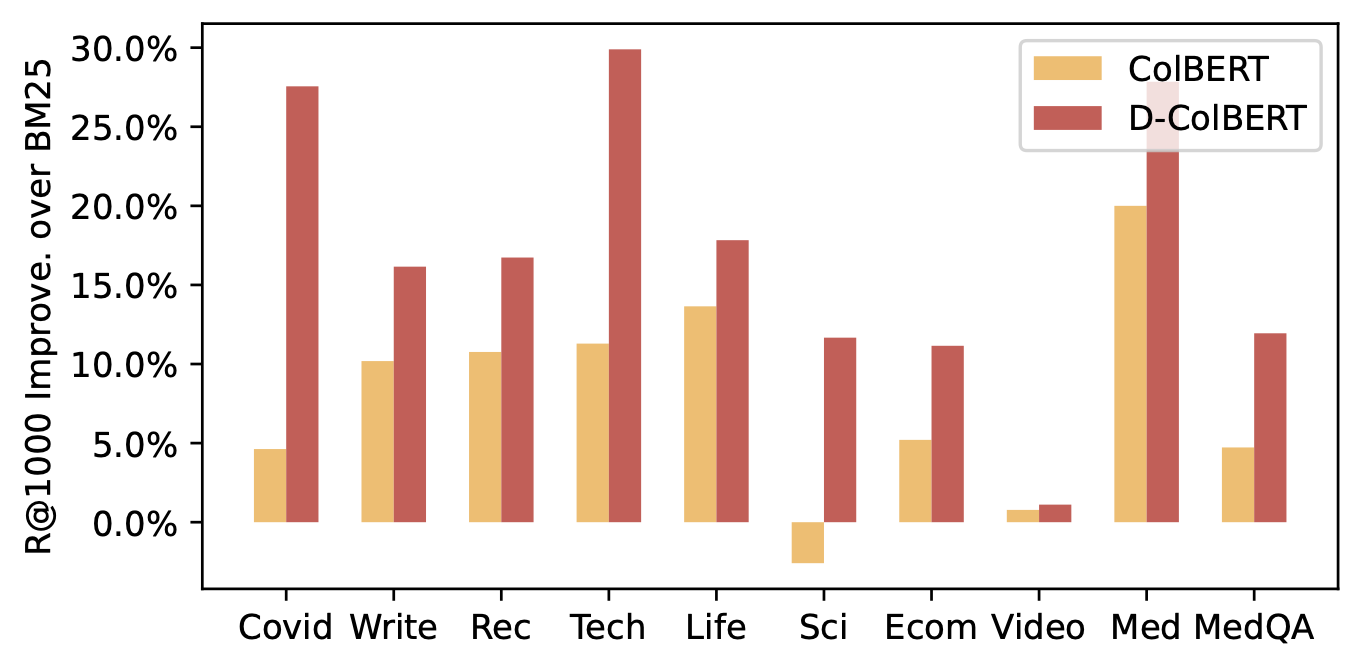 R@1000 Improve. over BM25
30.0%
25.0%
20.0%
15.0%
10.0%
5.0%
0.0%
ColBERT
D-ColBERT
Covid Write Rec Tech Life Sci Ecom Video Med MedQA